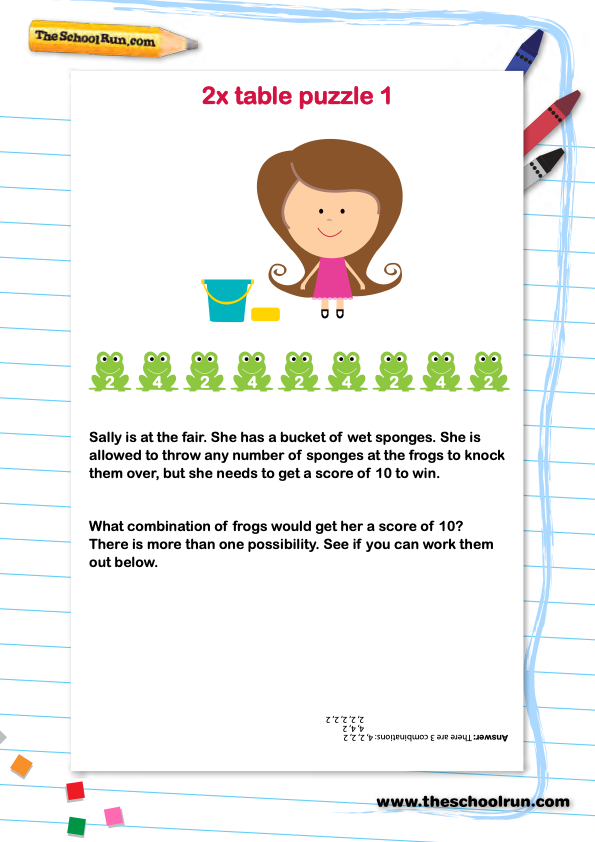 TheSchoolRun.com
2x table puzzle 1
2 4 2 4 2 4 2 4 2
Sally is at the fair. She has a bucket of wet sponges. She is
allowed to throw any number of sponges at the frogs to knock
them over, but she needs to get a score of 10 to win.
What combination of frogs would get her a score of 10?
There is more than one possibility. See if you can work them
out below.
Answer: There are 3 combinations: 4, 2, 2, 2
4, 4, 2
2, 2, 2, 2, 2
www.theschoolrun.com